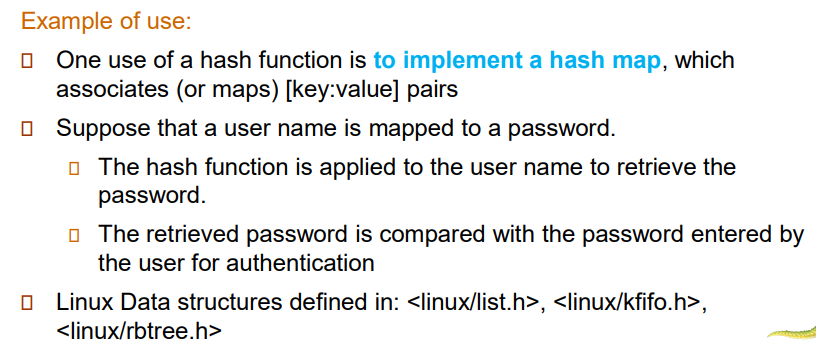 Example of use:
One use of a hash function is to implement a hash map, which
associates (or maps) [key:value] pairs
Suppose that a user name is mapped to a password.
The hash function is applied to the user name to retrieve the
password.
The retrieved password is compared with the password entered by
the user for authentication
Linux Data structures defined in: <linux/list.h>, <linux/kfifo.h>,
<linux/rbtree.h>